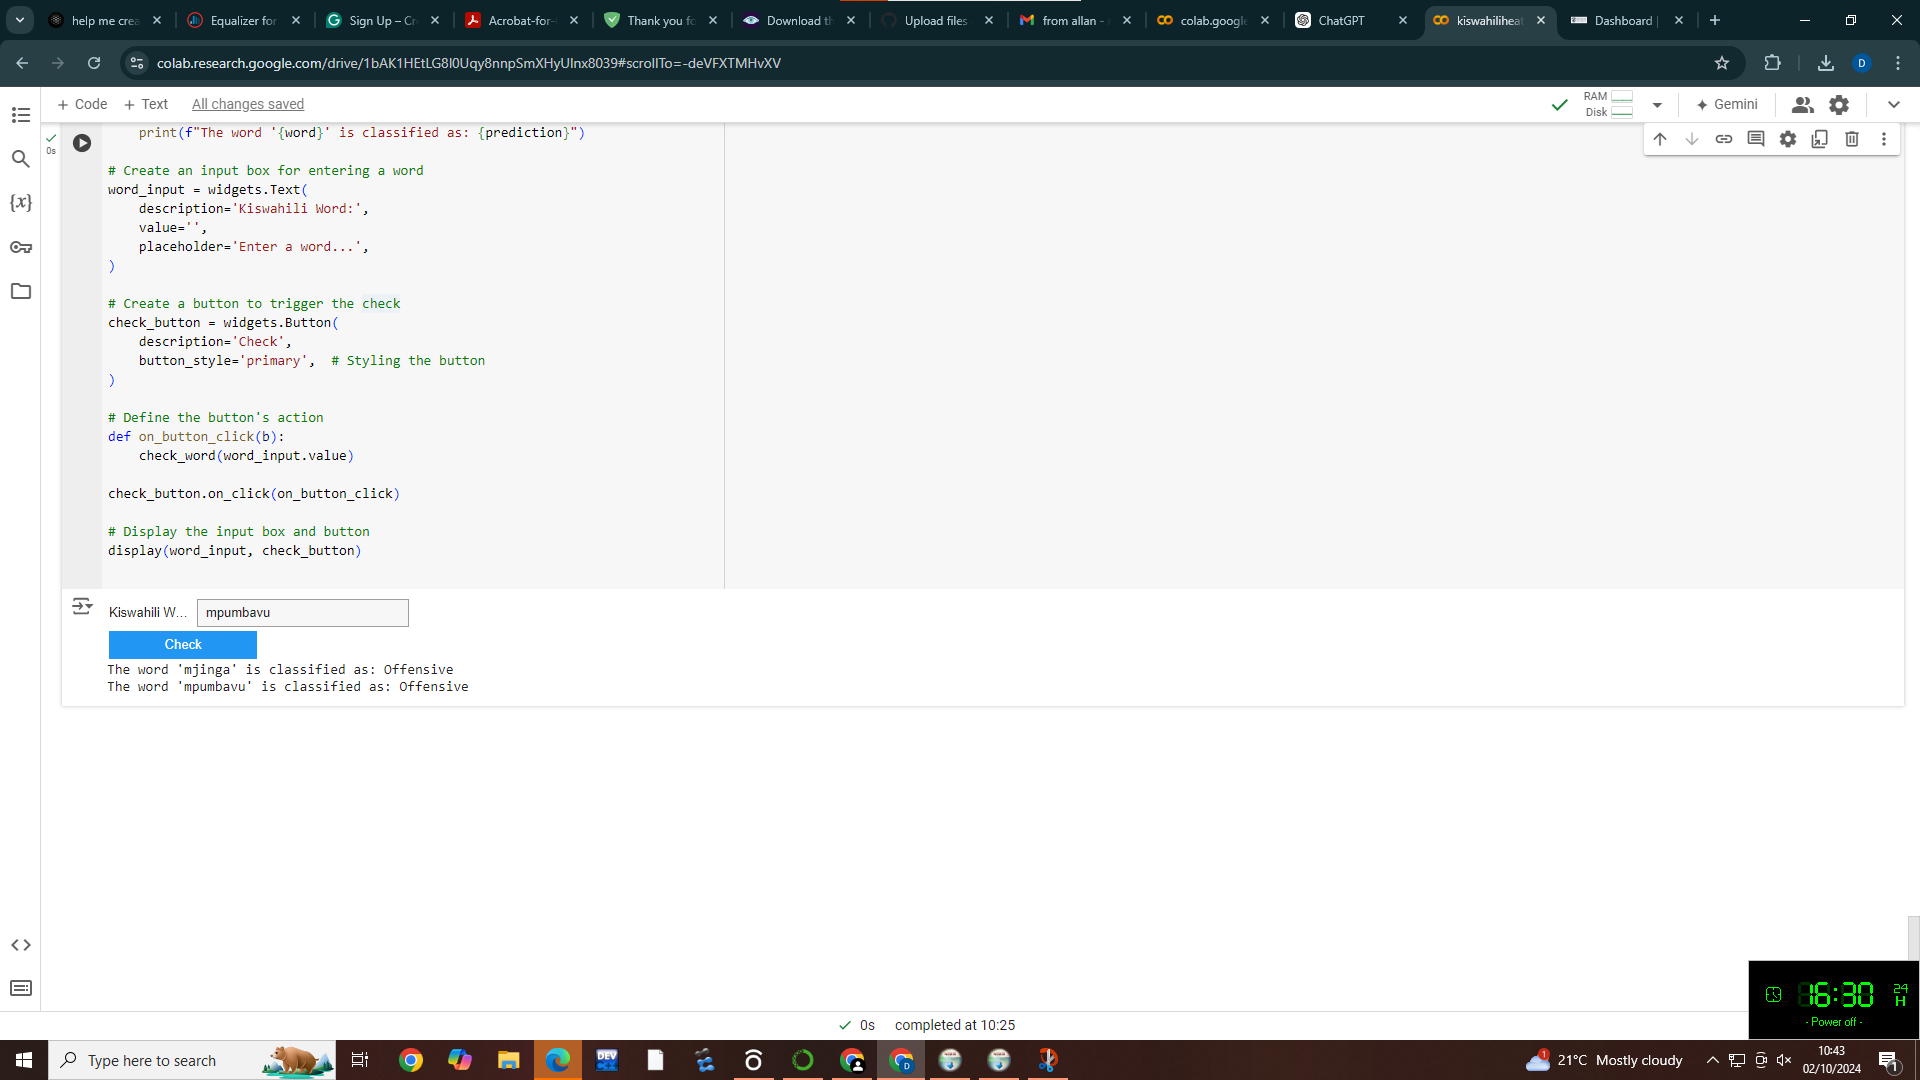 help me crea
Equalizer for
Sign Up – Cr
Acrobat-for-
Thank you fo
Download th
Upload files
from allan -
colab.google
ChatGPT
kiswahilihea
Dashboard |
colab.research.google.com/drive/1bAK1HEtLG8l0Uqy8nnpSmXHyUInx8039#scrollTo=-deVFXTMHvXV
D
+ Code + Text All changes saved
RAM
Disk
Gemini
0s
print(f"The word '{word}' is classified as: {prediction}")
# Create an input box for entering a word
word_input = widgets.Text(
description='Kiswahili Word:',
value='',
placeholder='Enter a word...',
)
# Create a button to trigger the check
check_button = widgets.Button(
description='Check',
button_style='primary',  # Styling the button
)
# Define the button's action
def on_button_click(b):
check_word(word_input.value)
check_button.on_click(on_button_click)
# Display the input box and button
display(word_input, check_button)
Kiswahili W... mpumbavu
Check
The word 'mjinga' is classified as: Offensive
The word 'mpumbavu' is classified as: Offensive
16:30 24 H
- Power off -
0s completed at 10:25
Type here to search
DEV
D
1
21°C Mostly cloudy
10:43
02/10/2024
1